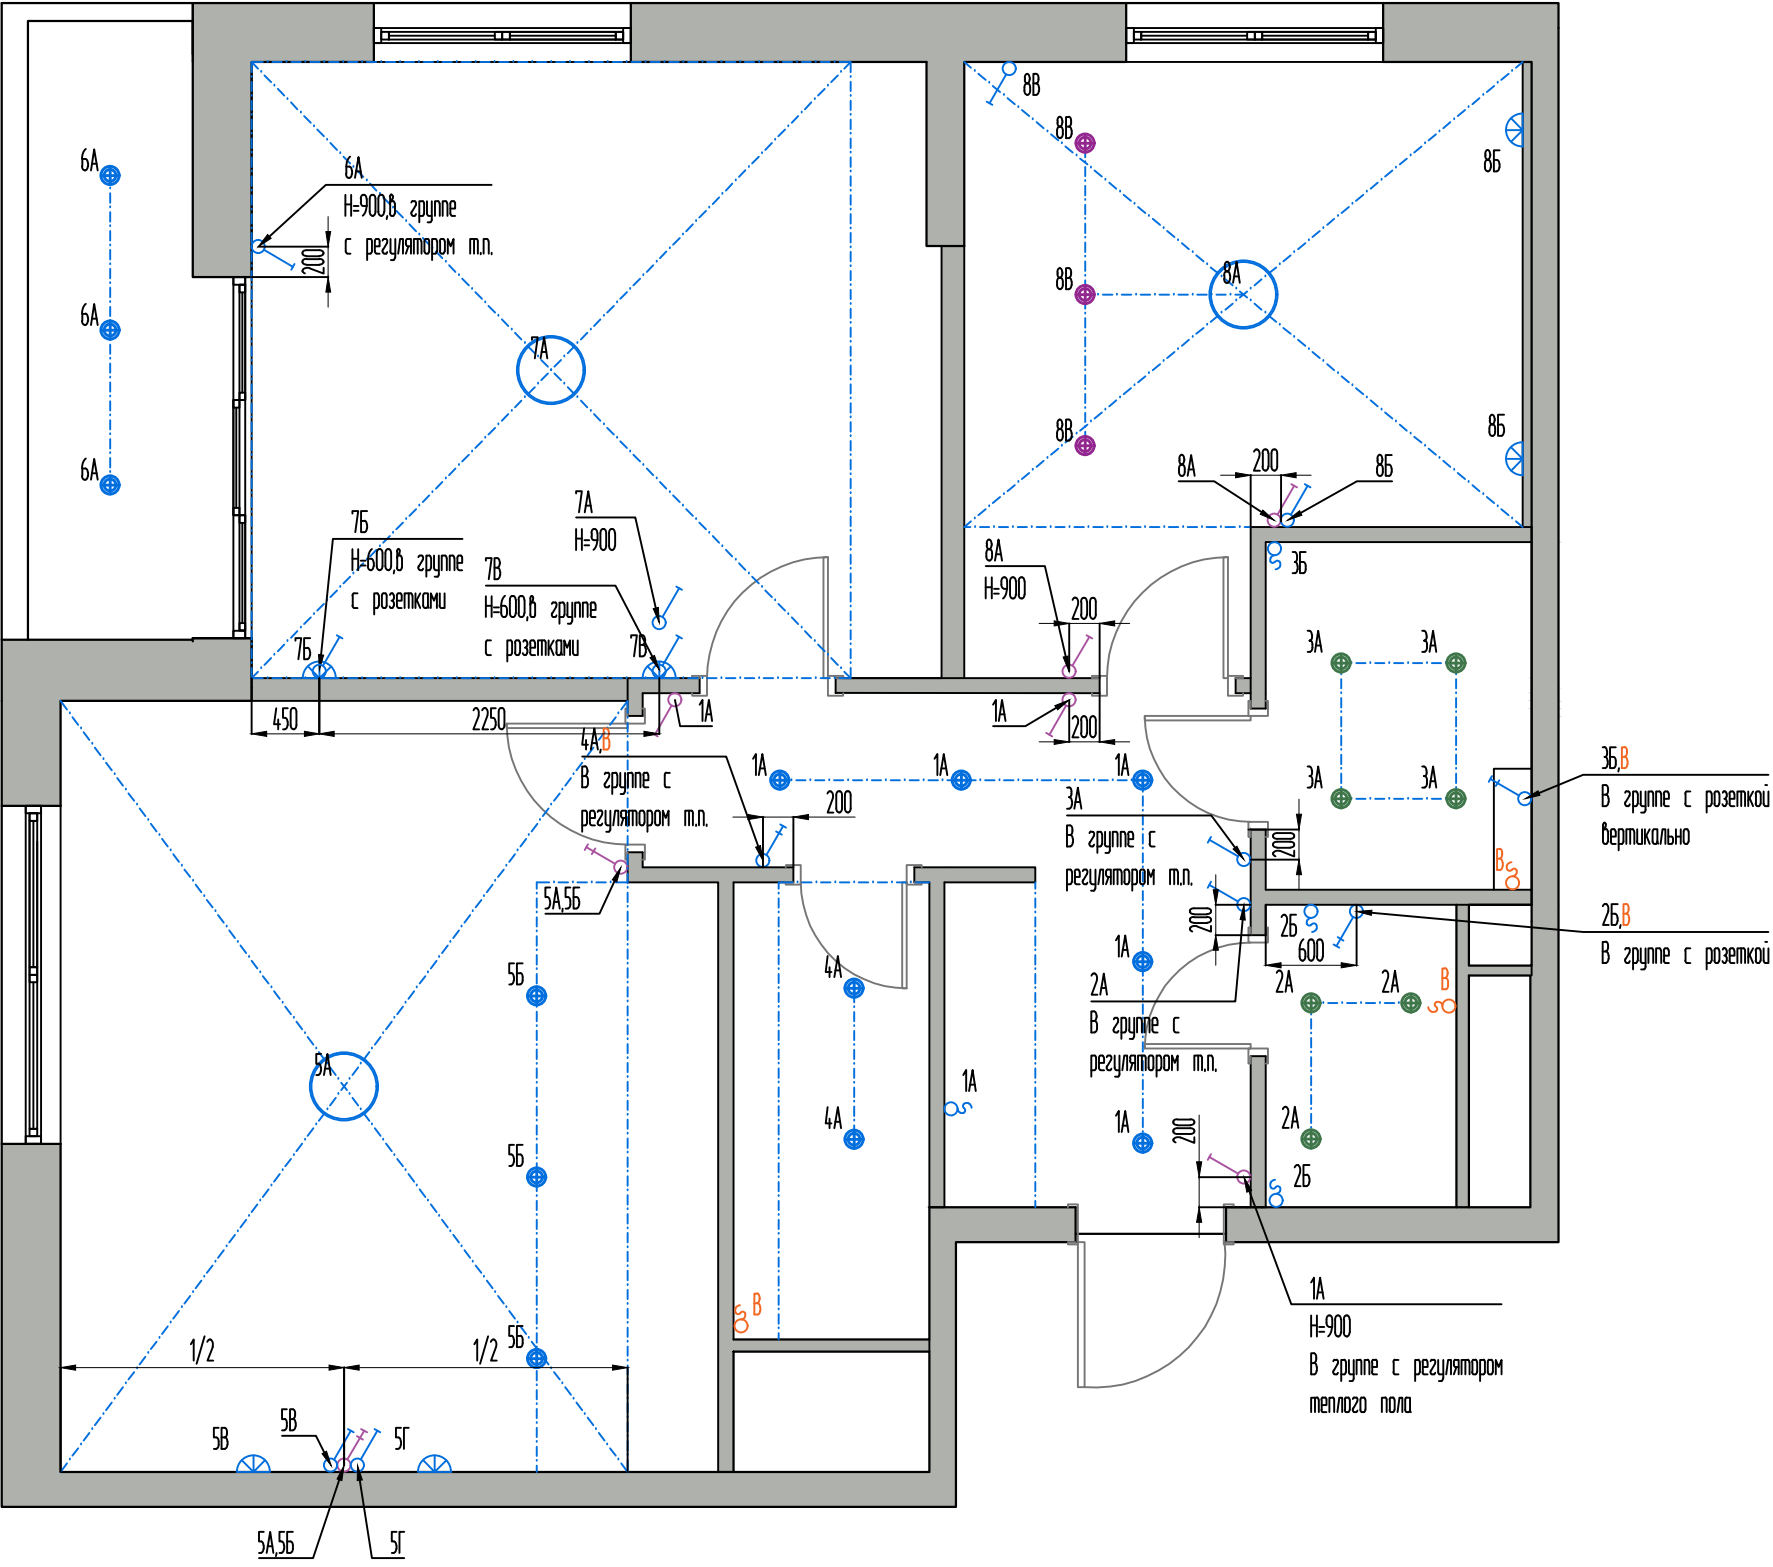 8В
8В
6А
8Б
6А
H=900,в группе
с регулятором т.п.
200
8В
8А
6А
7А
8В
8Б
6А
200
8А
8Б
7А
H=900
7Б
H=600,в группе
с розетками
7В
H=600,в группе
с розетками
8А
H=900
3Б
200
7Б
7В
3А
3А
1А
1А
450
2250
200
4А,В
В группе с
регулятором т.п.
1А
1А
1А
3А
3А
3Б,В
В группе с розеткой
вертикально
200
3А
В группе с
регулятором т.п.
200
В
5А,5Б
200
2Б
2Б,В
В группе с розеткой
600
5Б
4А
1А
2А
В группе с
регулятором т.п.
2А
2А
В
5А
1А
4А
1А
2А
200
5Б
2Б
1/2
1/2
5Б
В
1А
H=900
В группе с регулятором
теплого пола
5В
5В
5Г
5А,5Б
5Г